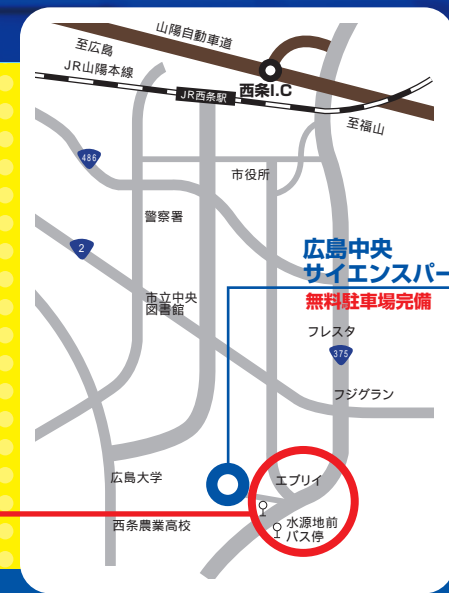 山陽自動車道
至広島
JR山陽本線
西条I.C
JR西条駅
至福山
486
市役所
警察署
2
広島中央
サイエンスパー
無料駐車場完備
市立中央
図書館
フレスタ
375
フジグラン
広島大学
エブリイ
西条農業高校
水源地前
バス停